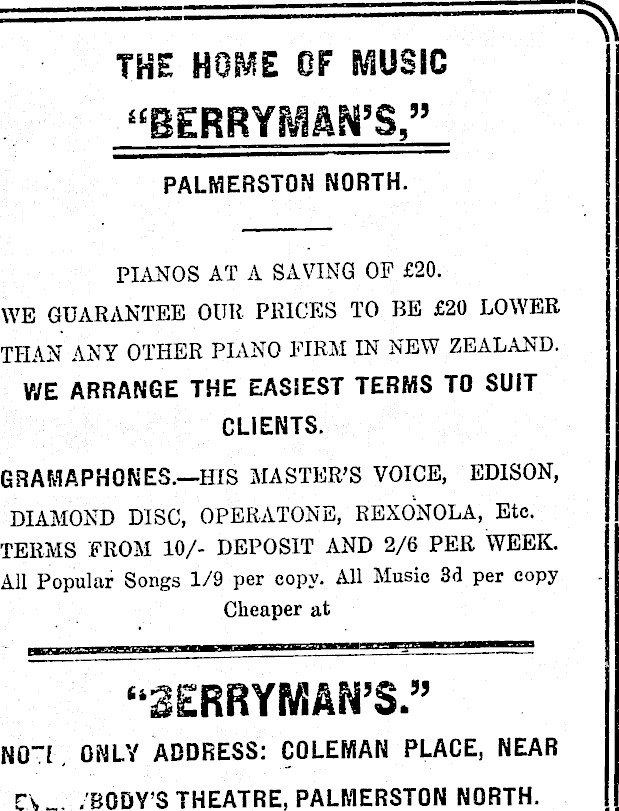 THE HOME OF MUSIC
"BERRYMAN'S,"
PALMERSTON NORTH.
PIANOS AT A SAVING OF £20.
WE GUARANTEE OUR PRICES TO BE £20 LOWER
THAN ANY OTHER PIANO FIRM IN NEW ZEALAND.
WE ARRANGE THE EASIEST TERMS TO SUIT
CLIENTS.
GRAMAPHONES.—HIS MASTER'S VOICE, EDISON,
DIAMOND DISC, OPERATONE, REXONOLA, Etc.
TERMS FROM 10/- DEPOSIT AND 2/6 PER WEEK.
All Popular Songs 1/9 per copy. All Music 3d per copy
Cheaper at
"BERRYMAN'S."
ONLY ADDRESS: COLEMAN PLACE, NEAR
THEATRE, PALMERSTON NORTH.